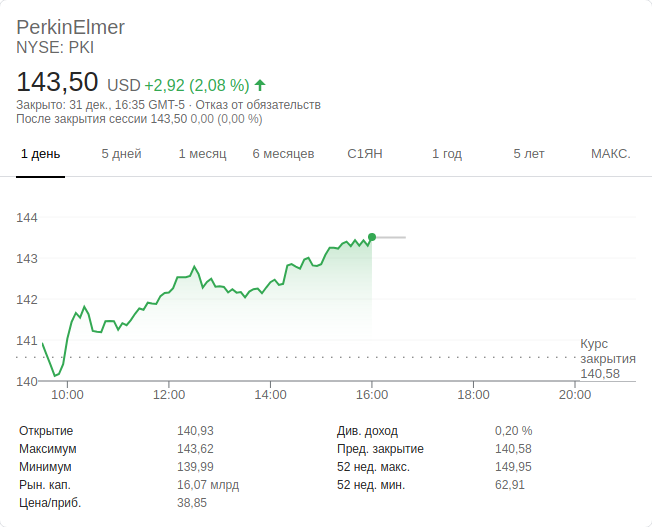 PerkinElmer
NYSE: PKI
143,50 USD +2,92 (2,08 %)
Закрыто: 31 дек., 16:35 GMT-5 · Отказ от обязательств
После закрытия сессии 143,50 0,00 (0,00 %)
1 день 5 дней 1 месяц 6 месяцев С1ЯН 1 год 5 лет МАКС.
144
143
142
141
140
Курс
закрытия
140,58
10:00 12:00 14:00 16:00 18:00 20:00
Открытие 140,93 Див. доход 0,20 %
Максимум 143,62 Пред. закрытие 140,58
Минимум 139,99 52 нед. макс. 149,95
Рын. кап. 16,07 млрд 52 нед. мин. 62,91
Цена/приб. 38,85